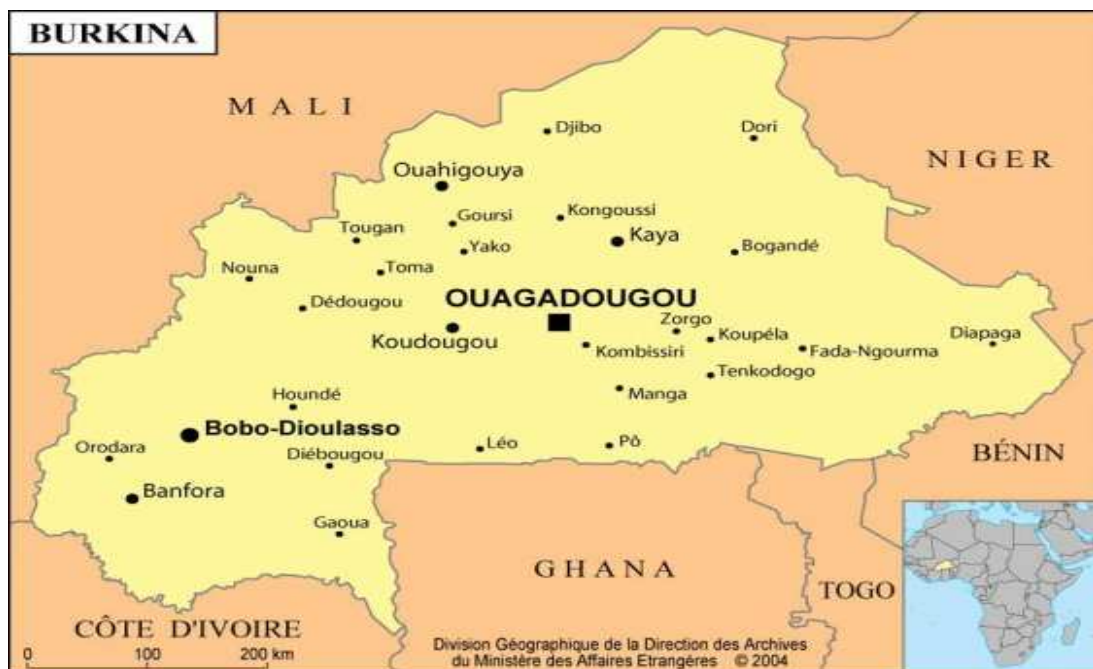 BURKINA
MALI
Djibo
Dori
NIGER
Ouahigouya
Goursi
Kongoussi
Tougan
Kaya
Yako
Bogandé
Nouna
Toma
Dédougou
OUAGADOUGOU
Zorgo
Koudougou
Koupéla
Diapaga
Kombissiri
Fada-Ngourma
Tenkodogo
Manga
Houndé
Bobo-Dioulasso
Orodara
Diébougou
Léo
Pô
BÉNIN
Banfora
Gaoua
GHANA
TOGO
CÔTE D'IVOIRE
0 100 200 km
Division Géographique de la Direction des Archives
du Ministère des Affaires Etrangères © 2004